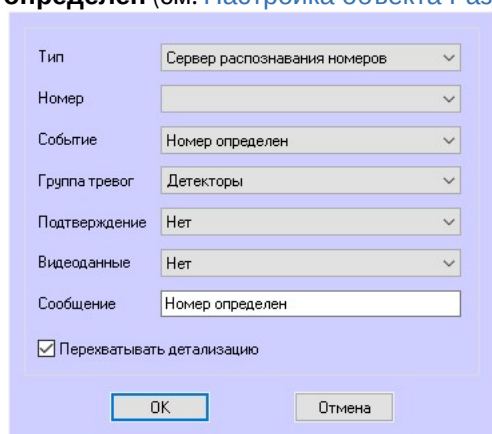 определен (см. Настройка объекта Раз
Тип Сервер распознавания номеров
Номер
Событие Номер определен
Группа тревог Детекторы
Подтверждение Нет
Видеоданные Нет
Сообщение Номер определен
Перехватывать детализацию
OK Отмена